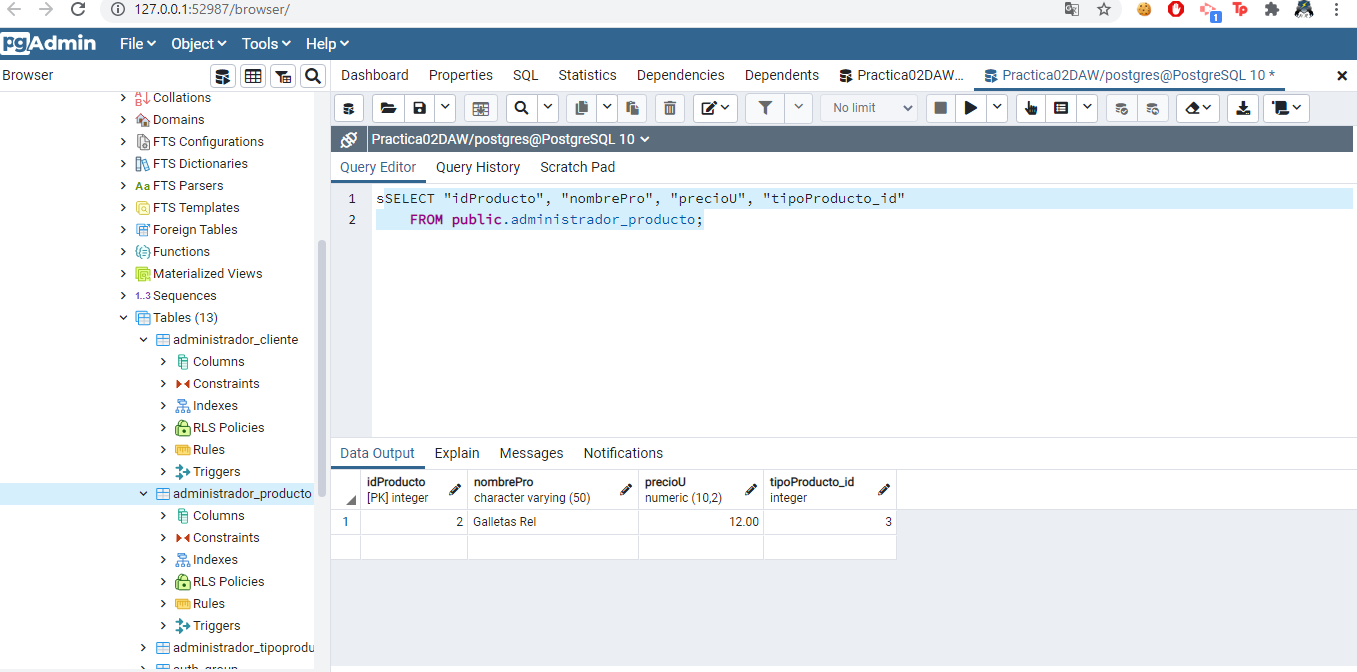 127.0.0.1:52987/browser/
1
pgAdmin File Object Tools Help
Browser
Dashboard Properties SQL Statistics Dependencies Dependents Practica02DAW... Practica02DAW/postgres@PostgreSQL 10 *
No limit
Practica02DAW/postgres@PostgreSQL 10
Query Editor Query History Scratch Pad
1 sSELECT "idProducto", "nombrePro", "precioU", "tipoProducto_id"
2 FROM public.administrador_producto;
Collations
Domains
FTS Configurations
FTS Dictionaries
Aa FTS Parsers
FTS Templates
Foreign Tables
Functions
Materialized Views
1..3 Sequences
Tables (13)
administrador_cliente
Columns
Constraints
Indexes
RLS Policies
Rules
Triggers
administrador_producto
Columns
Constraints
Indexes
RLS Policies
Rules
Triggers
administrador_tipoprodu
auth_group
Data Output Explain Messages Notifications
idProducto nombrePro precioU tipoProducto_id
[PK] integer character varying (50) numeric (10,2) integer
1 2 Galletas Rel 12.00 3